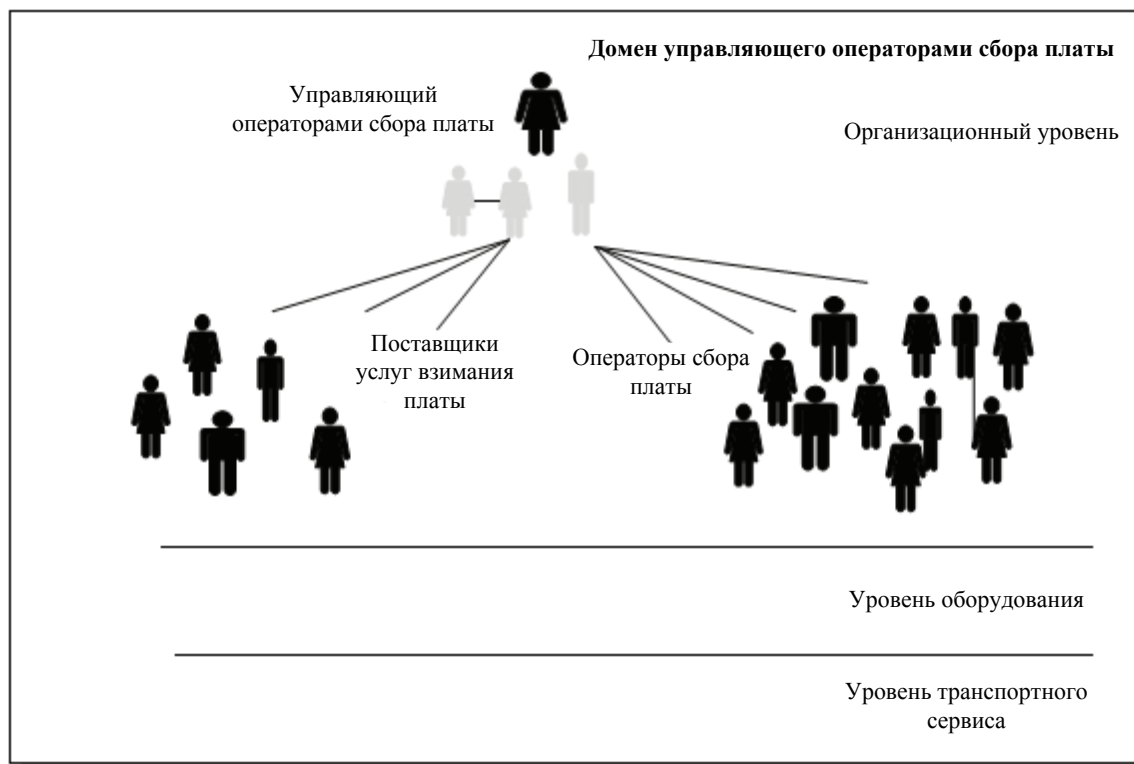 Домен управляющего операторами сбора платы
Управляющий
операторами сбора платы
Организационный уровень
Поставщики
услуг взимания
платы
Операторы сбора
платы
Уровень оборудования
Уровень транспортного
сервиса